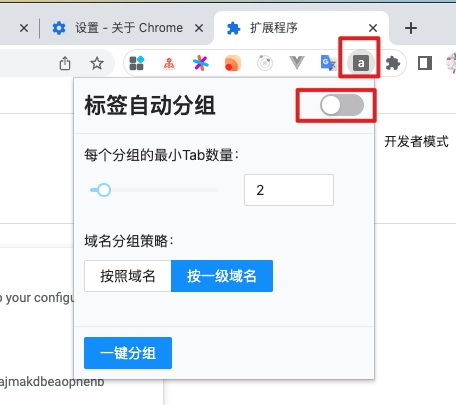 设置 - 关于 Chrome
扩展程序
a
标签自动分组
开发者模式
每个分组的最小Tab数量：
2
域名分组策略：
按照域名
按一级域名
your configu
一键分组
ajmakdbeaophenb